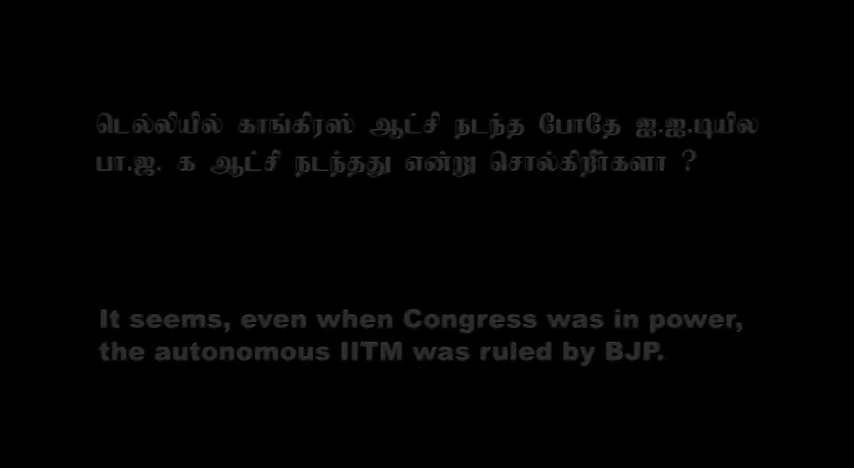 டெல்லியில் காங்கிரஸ் ஆட்சி நடந்த போதே ஐ.ஐ.டியில
பா.ஜ. க ஆட்சி நடந்தது என்று சொல்கிறீர்களா ?
It seems, even when Congress was in power,
the autonomous IITM was ruled by BJP.